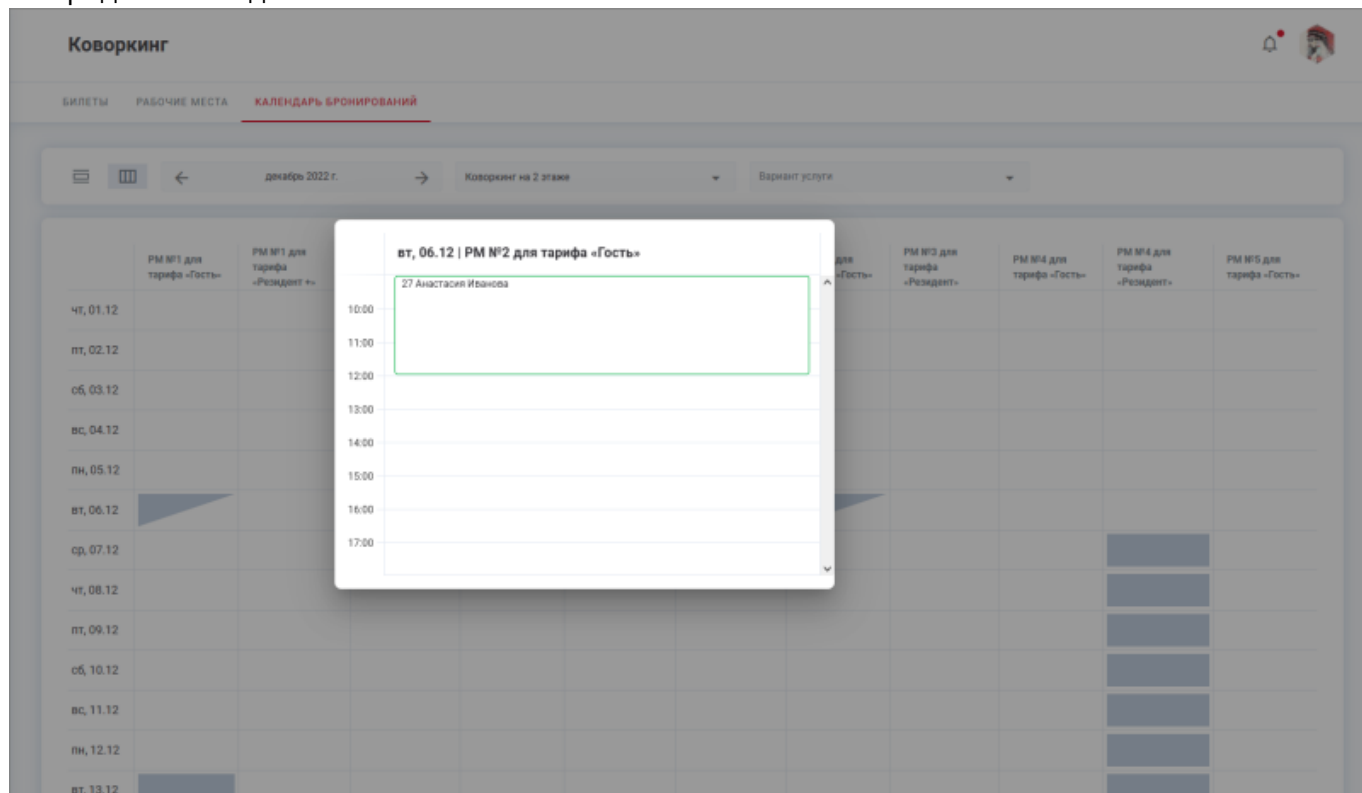 Коворкинг
БИЛЕТЫ РАБОЧИЕ МЕСТА КАЛЕНДАРЬ БРОНИРОВАНИЙ
декабрь 2022 г. Коворкинг на 2 этаже Вариант услуги
РМ №1 для тарифа «Гость»
РМ №1 для тарифа «Резидент +»
для «Гость»
РМ №3 для тарифа «Резидент»
РМ №4 для тарифа «Гость»
РМ №4 для тарифа «Резидент»
РМ №5 для тарифа «Гость»
вт, 06.12 | РМ №2 для тарифа «Гость»
27 Анастасия Иванова
10:00
11:00
12:00
13:00
14:00
15:00
16:00
17:00
чт, 01.12
пт, 02.12
сб, 03.12
вс, 04.12
пн, 05.12
вт, 06.12
ср, 07.12
чт, 08.12
пт, 09.12
сб, 10.12
вс, 11.12
пн, 12.12
вт, 13.12